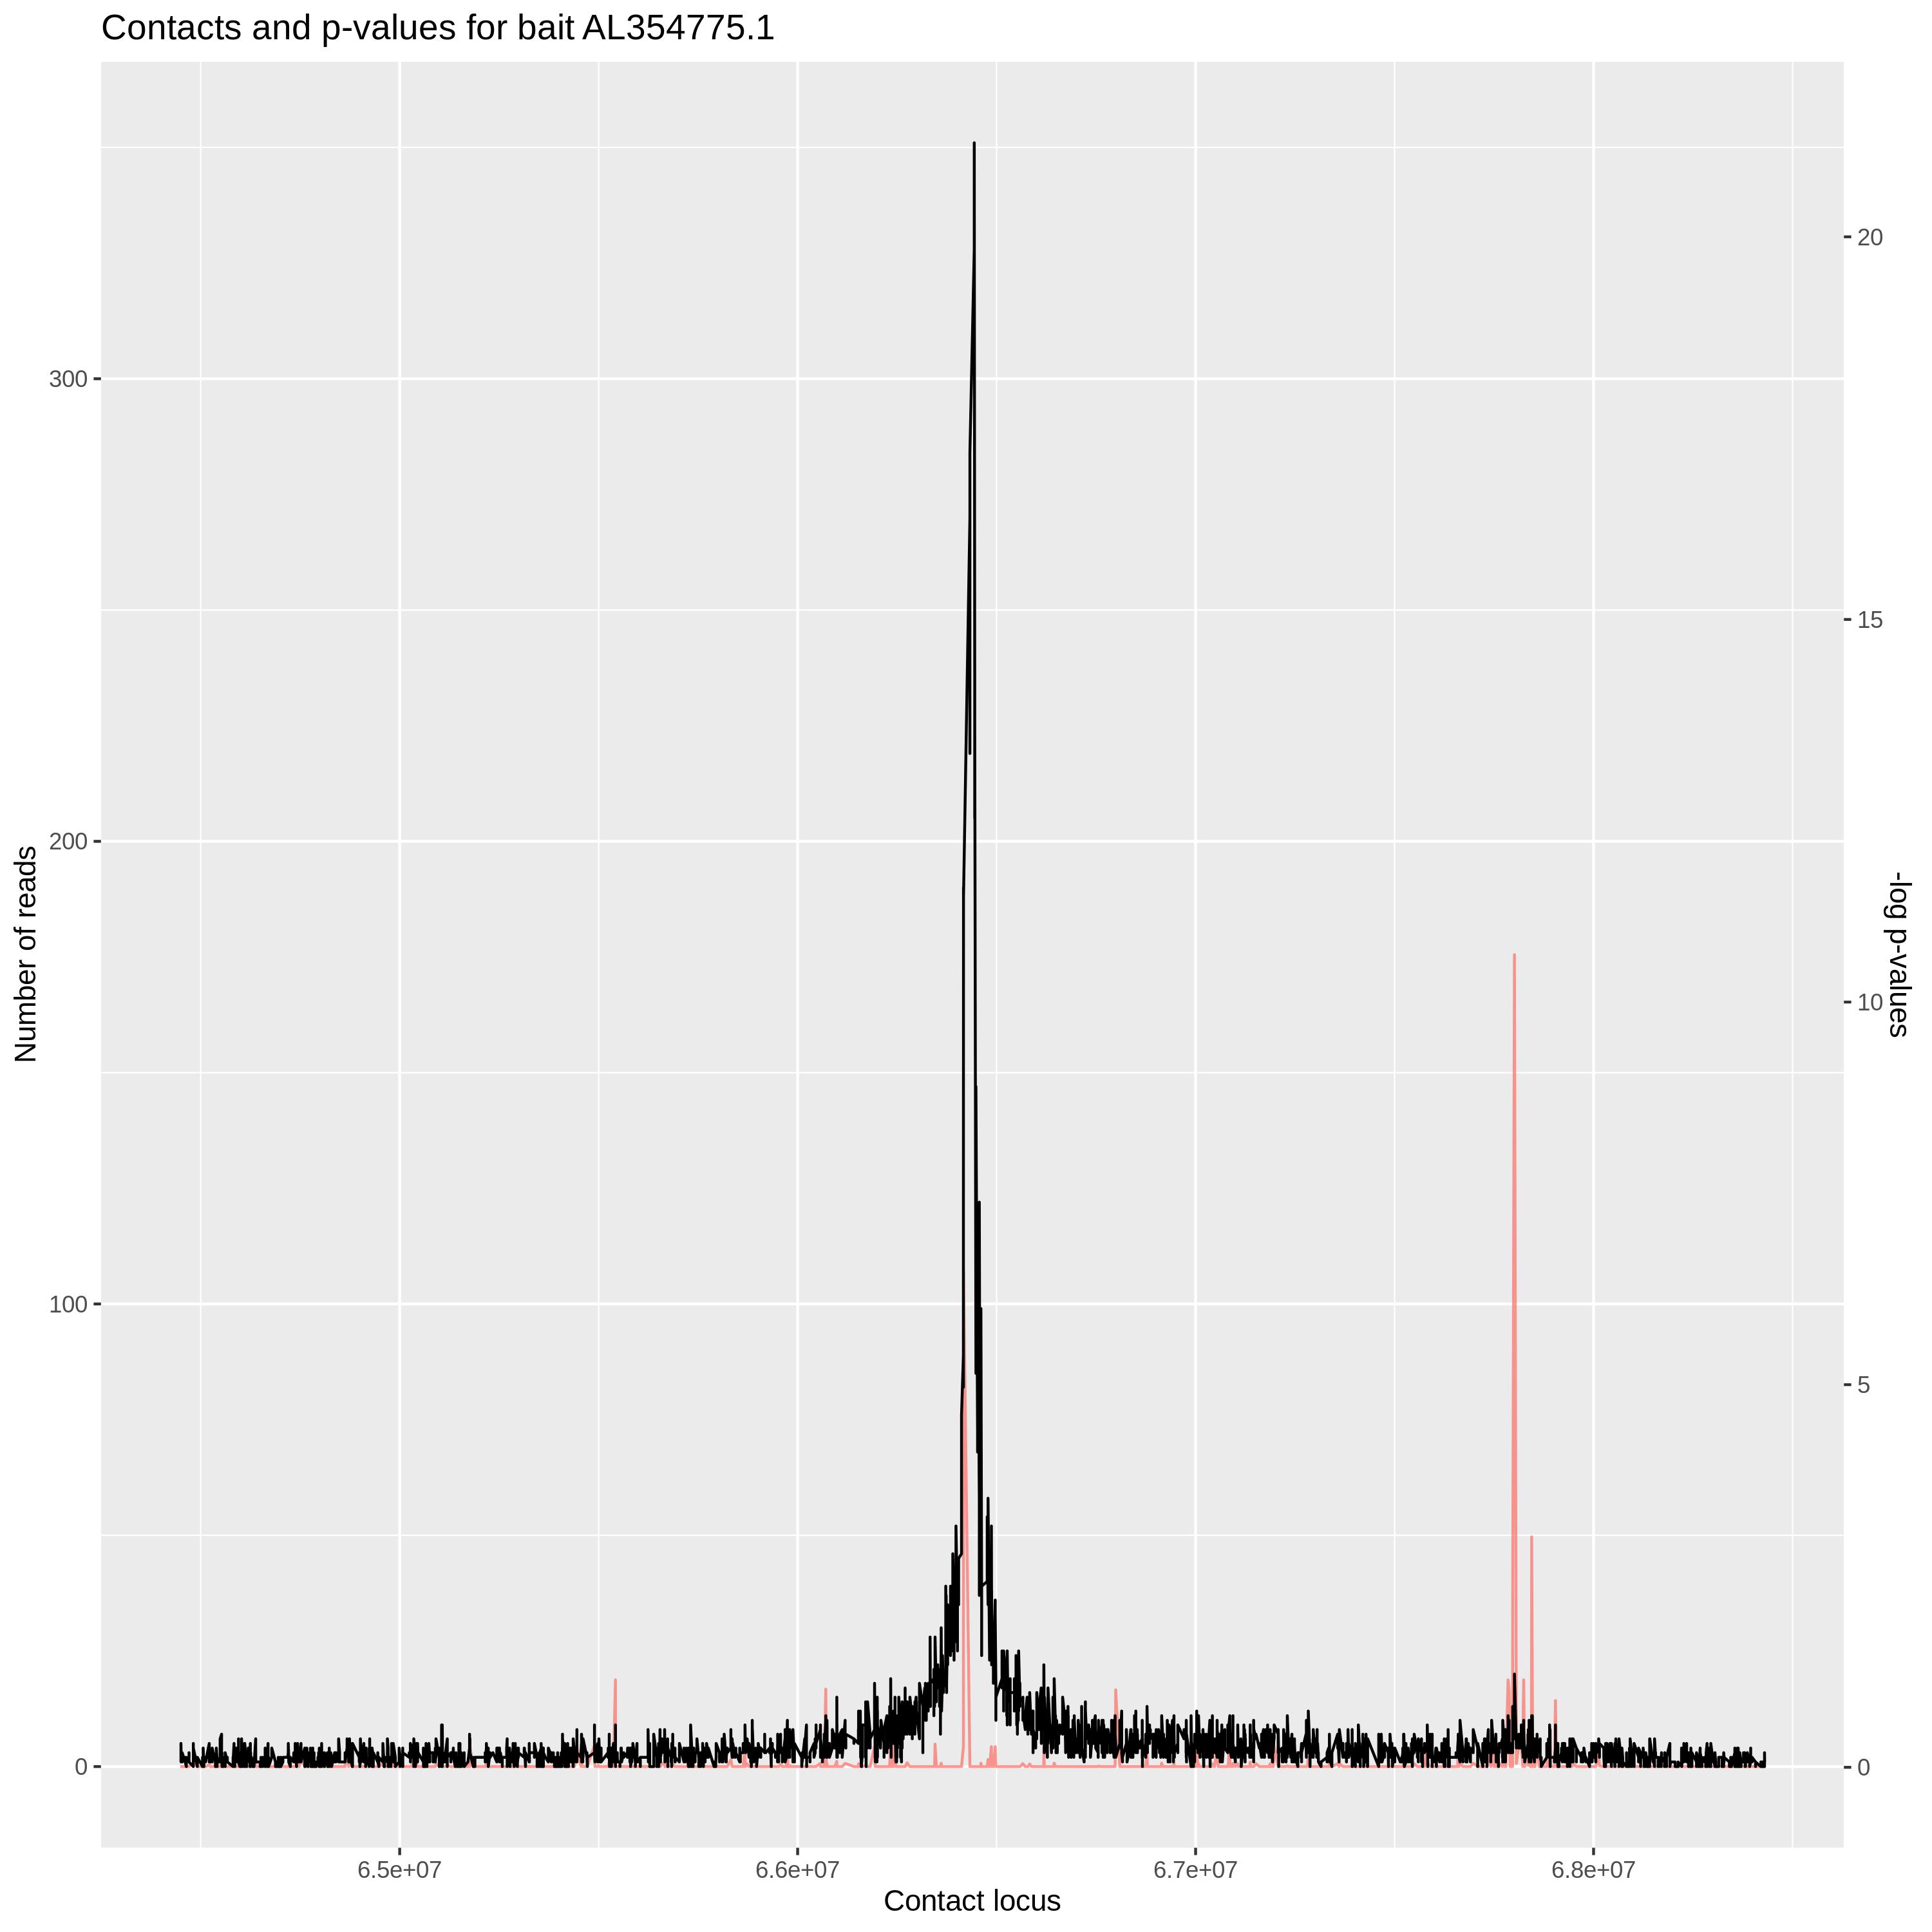 Contacts and p-values for bait AL354775.1
Number of reads
300
200
100
0
20
15
10
5
0
-log p-values
6.5e+07 6.6e+07 6.7e+07 6.8e+07
Contact locus